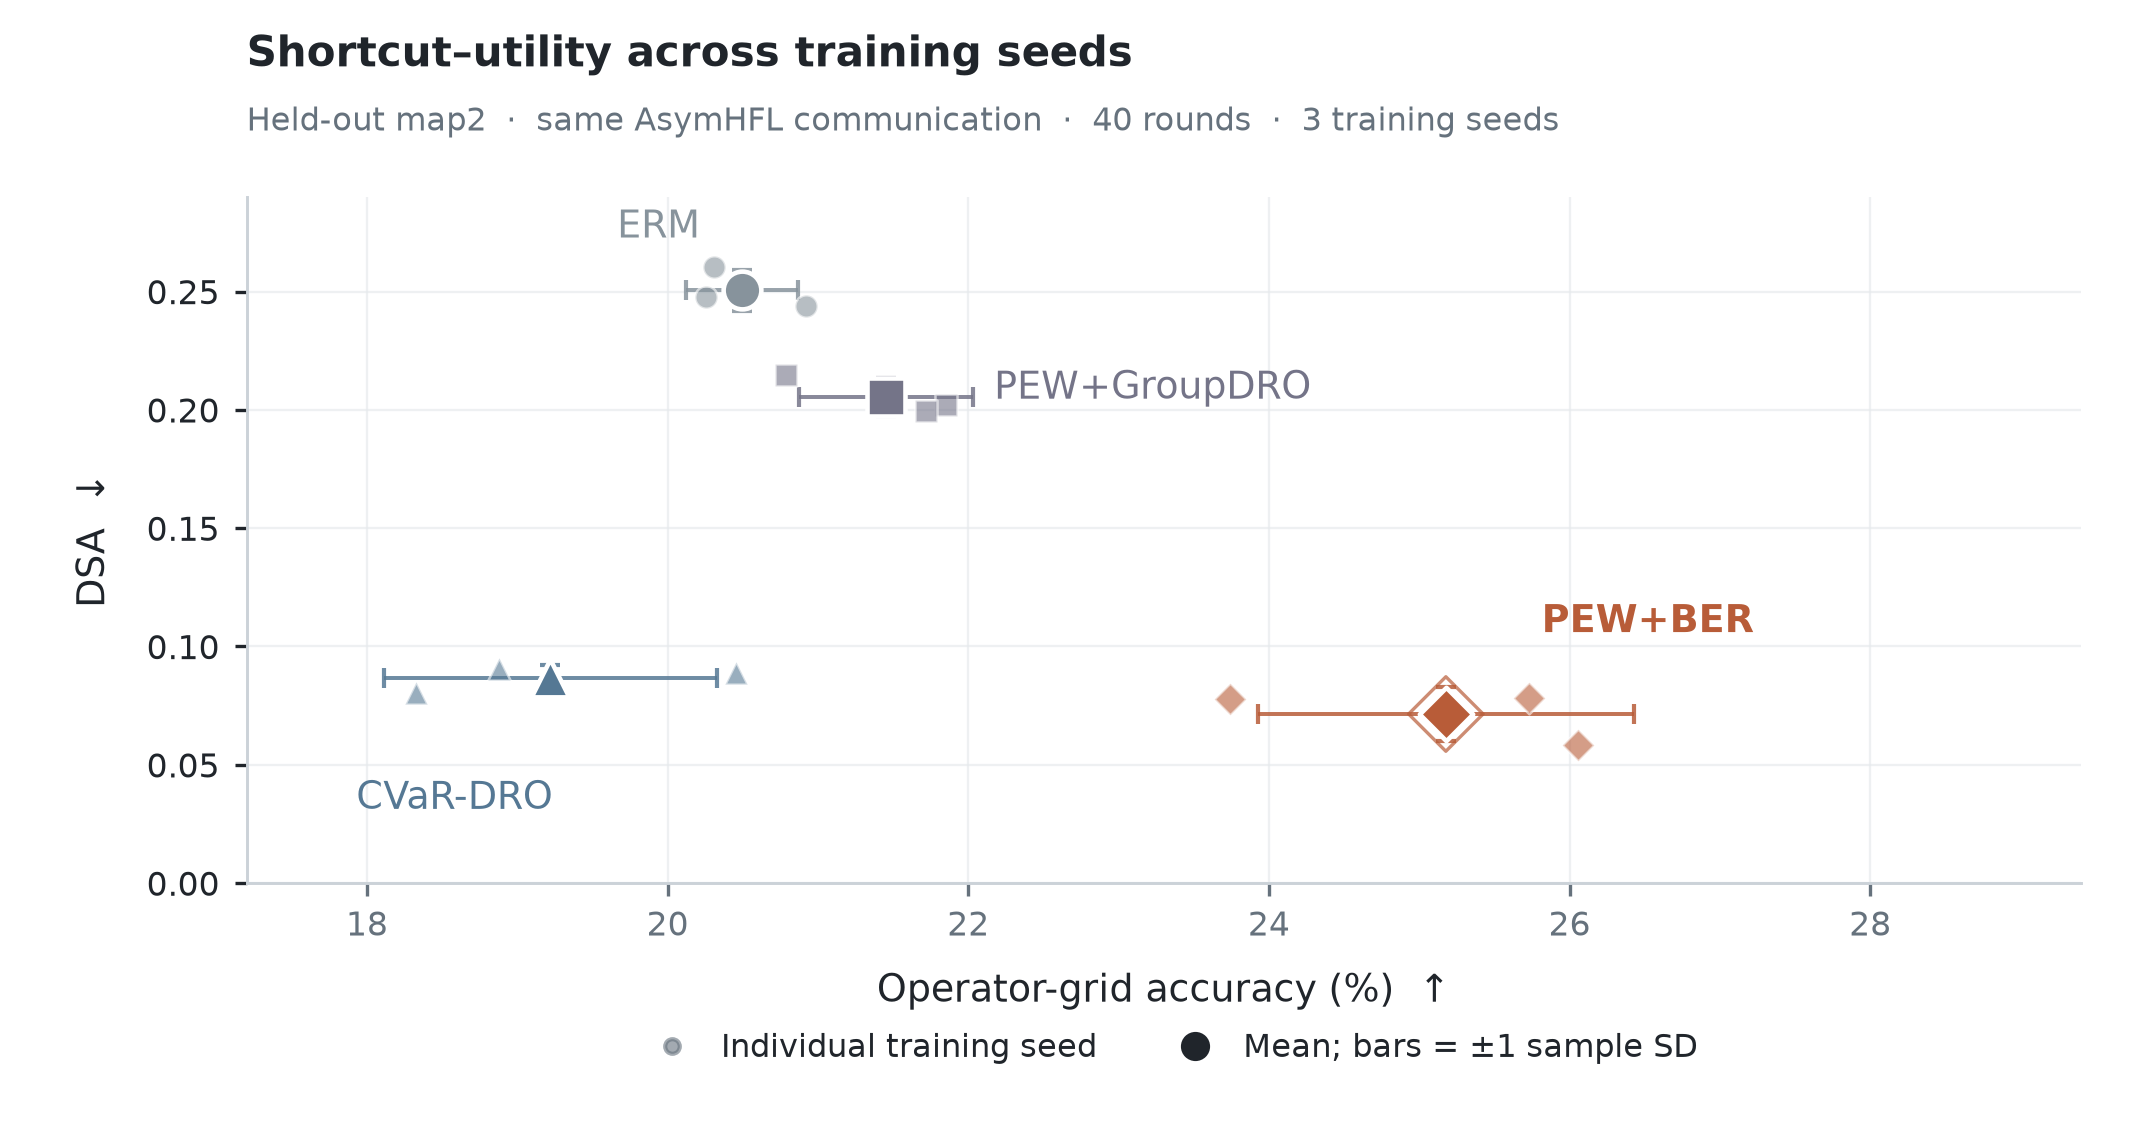 Shortcut–utility across training seeds
Held-out map2 · same AsymHFL communication · 40 rounds · 3 training seeds
ERM
PEW+GroupDRO
PEW+BER
CVaR-DRO
DSA ↓
0.25
0.20
0.15
0.10
0.05
0.00
18 20 22 24 26 28
Operator-grid accuracy (%) ↑
Individual training seed
Mean; bars = ±1 sample SD